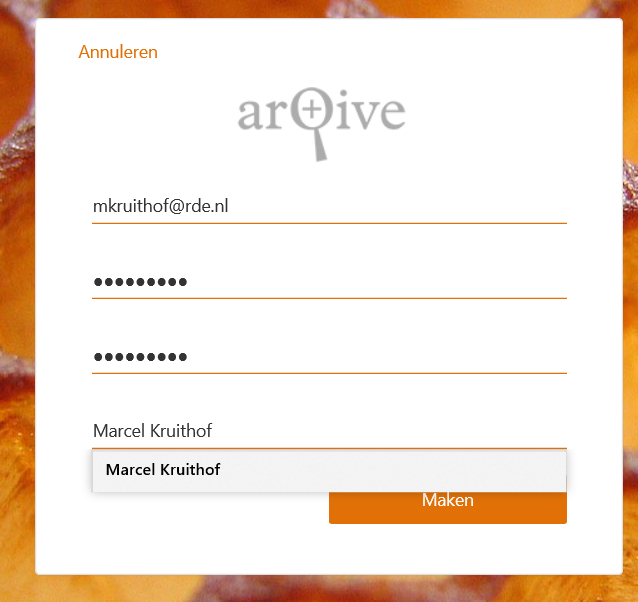 Annuleren
arQive
mkruithof@rde.nl
●●●●●●●●●
●●●●●●●●●
Marcel Kruithof
Marcel Kruithof
Maken